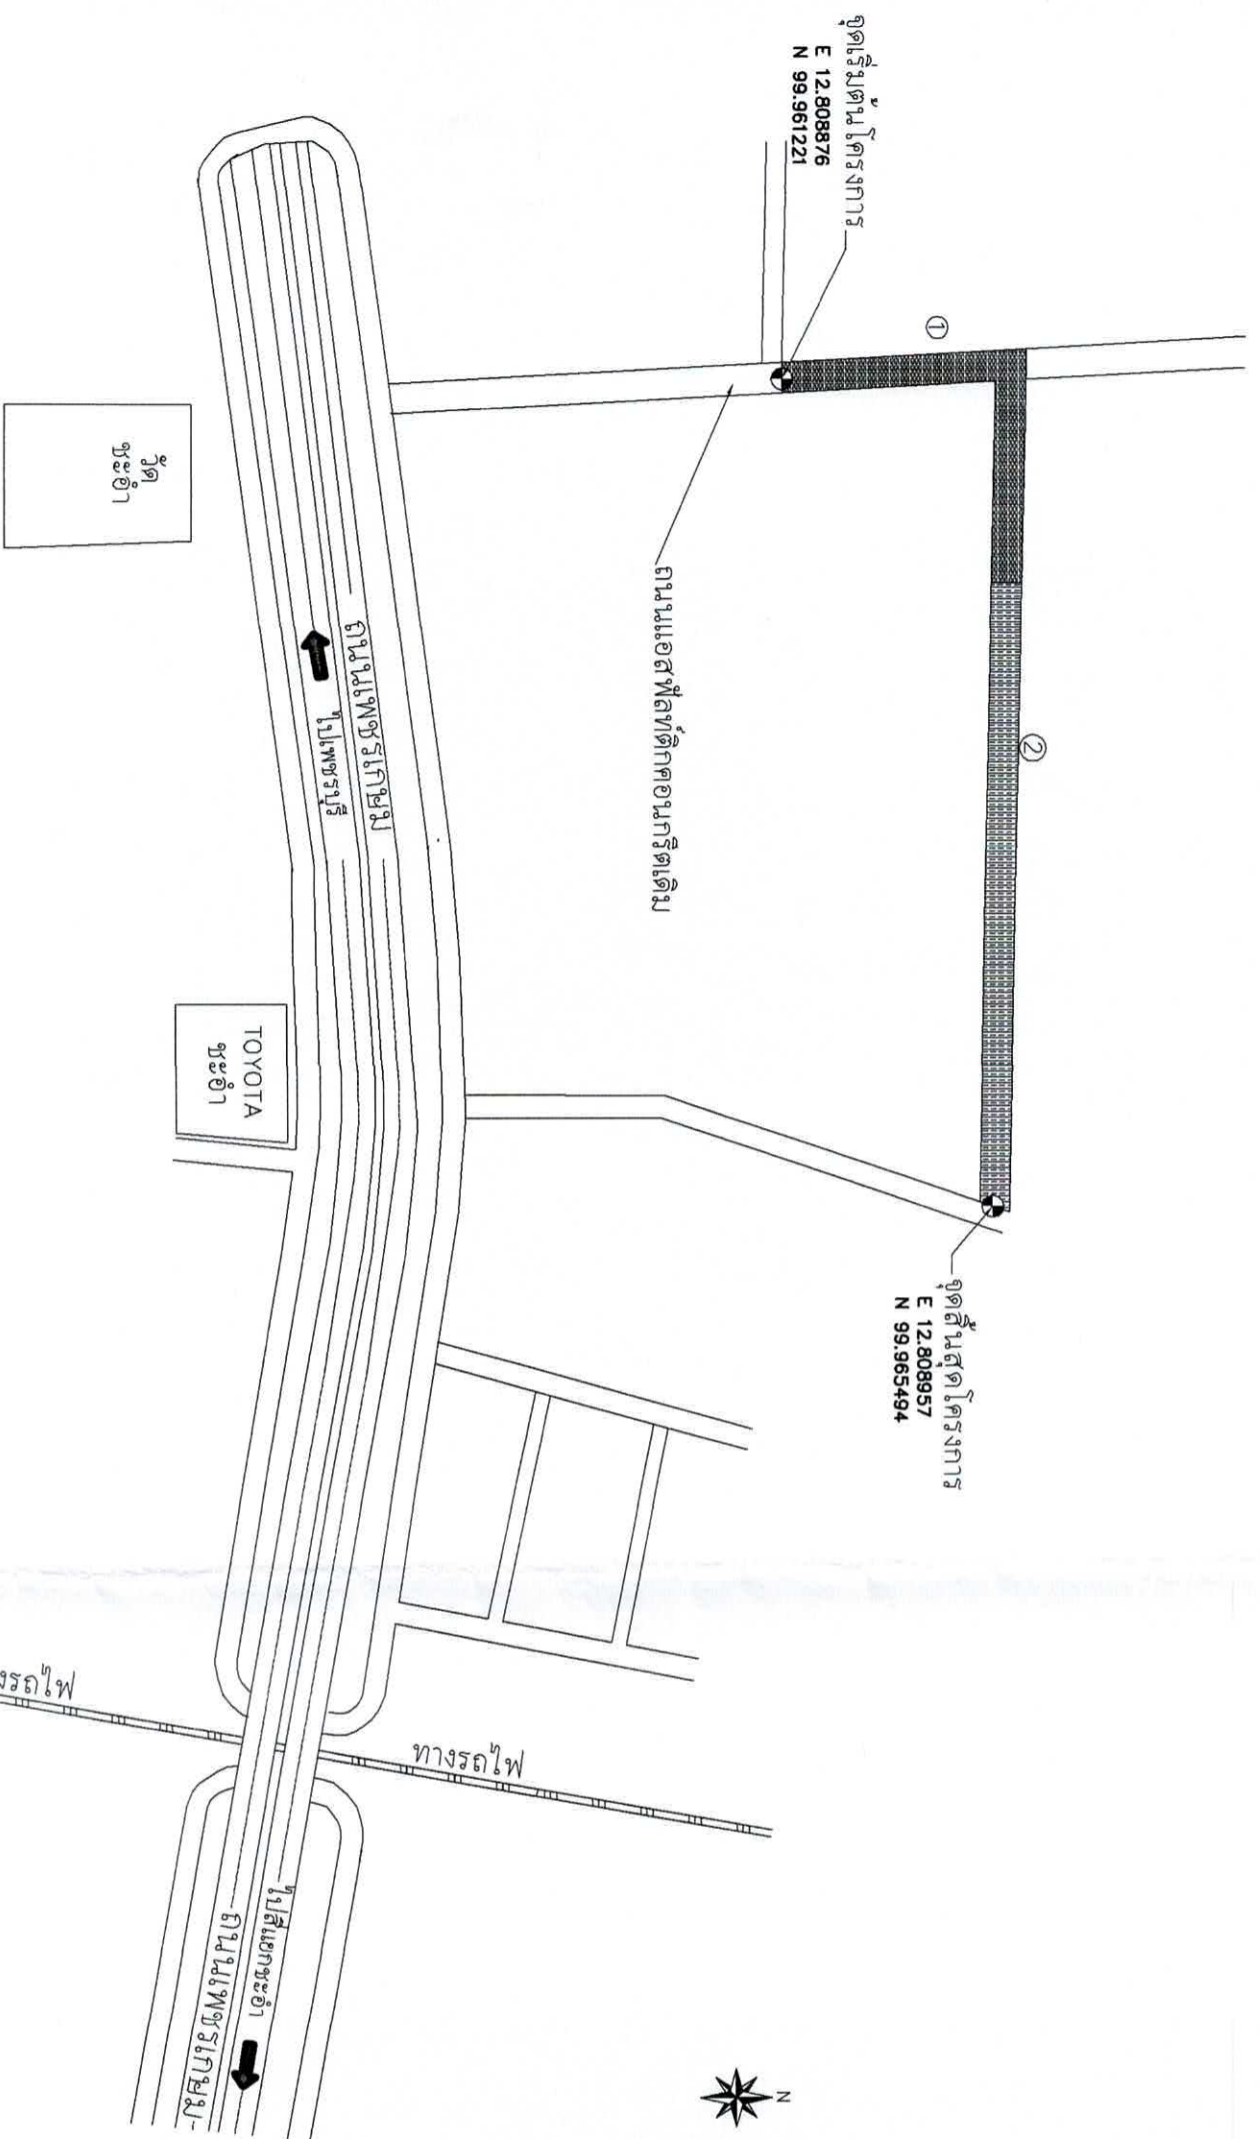 จุดเริ่มต้นโครงการ
E 12.808876
N 99.961221
①
②
ถนนแอสฟัลท์ติกคอนกรีตเดิม
จุดสิ้นสุดโครงการ
E 12.808957
N 99.965494
ถนนเพชรเกษม
ไปเพชรบุรี
วัด
ชะอำ
TOYOTA
ชะอำ
ทางรถไฟ
งรถไฟ
ไปสี่แยกชะอำ
ถนนเพชรเกษม
N